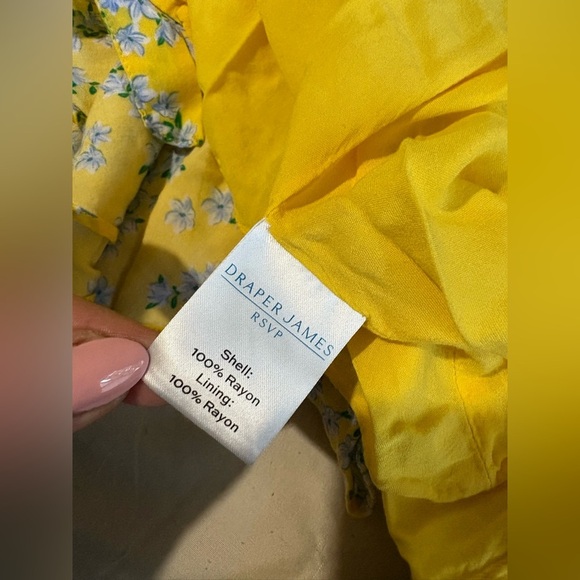 DRAPER JAMES
RSVP
Shell:
100% Rayon
Lining:
100% Rayon